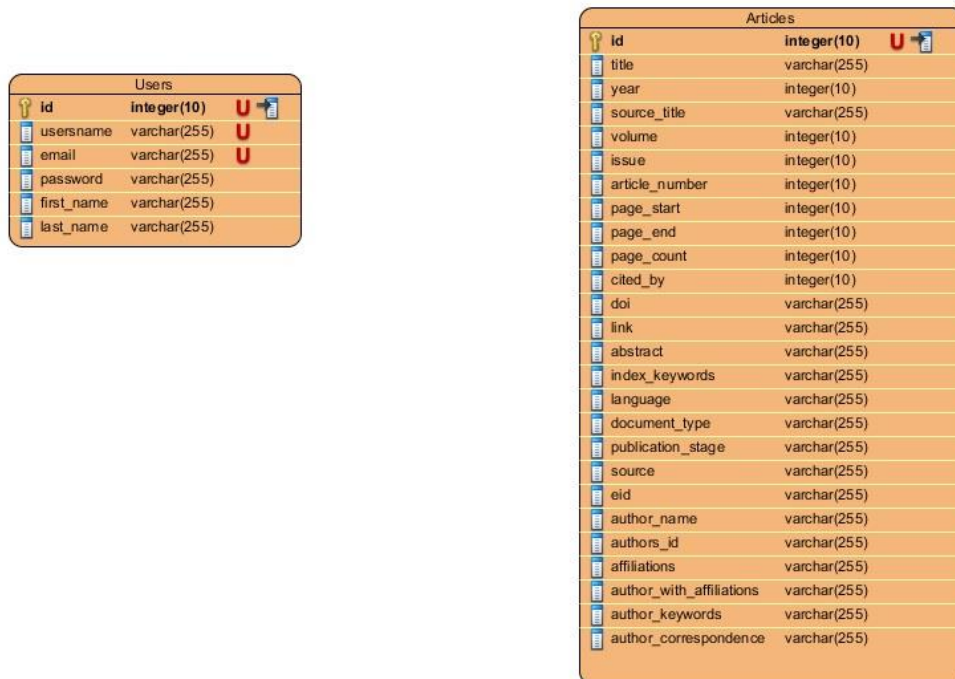 Users
id integer(10) U
usersname varchar(255) U
email varchar(255) U
password varchar(255)
first_name varchar(255)
last_name varchar(255)
Articles
id integer(10) U
title varchar(255)
year integer(10)
source_title varchar(255)
volume integer(10)
issue integer(10)
article_number integer(10)
page_start integer(10)
page_end integer(10)
page_count integer(10)
cited_by integer(10)
doi varchar(255)
link varchar(255)
abstract varchar(255)
index_keywords varchar(255)
language varchar(255)
document_type varchar(255)
publication_stage varchar(255)
source varchar(255)
eid varchar(255)
author_name varchar(255)
authors_id varchar(255)
affiliations varchar(255)
author_with_affiliations varchar(255)
author_keywords varchar(255)
author_correspondence varchar(255)